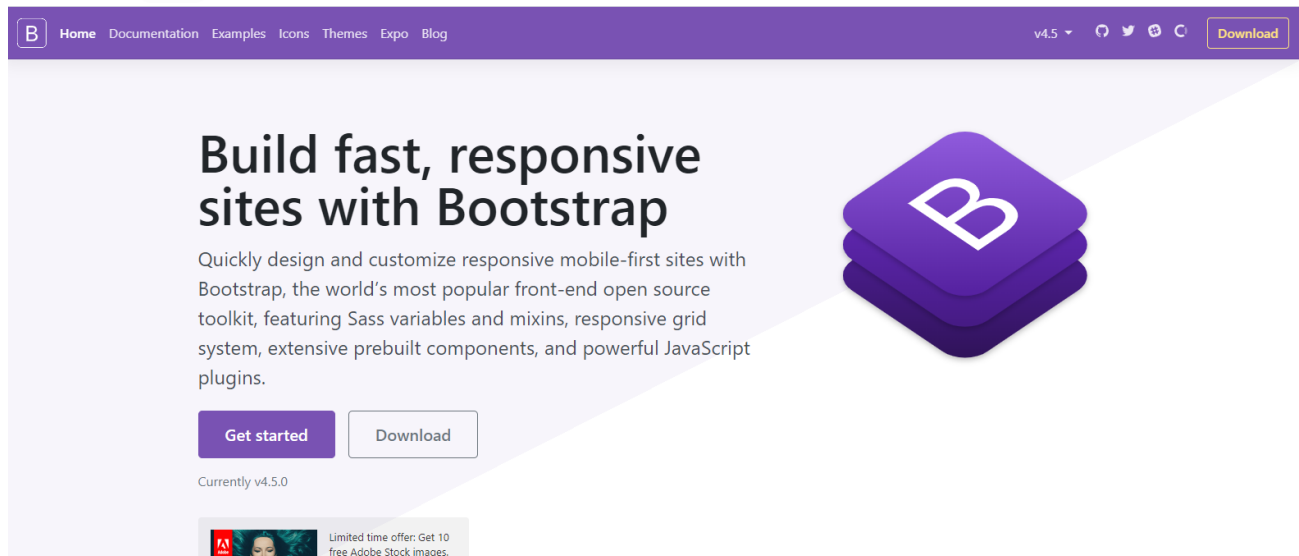 B Home Documentation Examples Icons Themes Expo Blog v4.5 Download
Build fast, responsive
sites with Bootstrap
B
Quickly design and customize responsive mobile-first sites with
Bootstrap, the world’s most popular front-end open source
toolkit, featuring Sass variables and mixins, responsive grid
system, extensive prebuilt components, and powerful JavaScript
plugins.
Get started Download
Currently v4.5.0
Limited time offer: Get 10
free Adobe Stock images.
Adobe